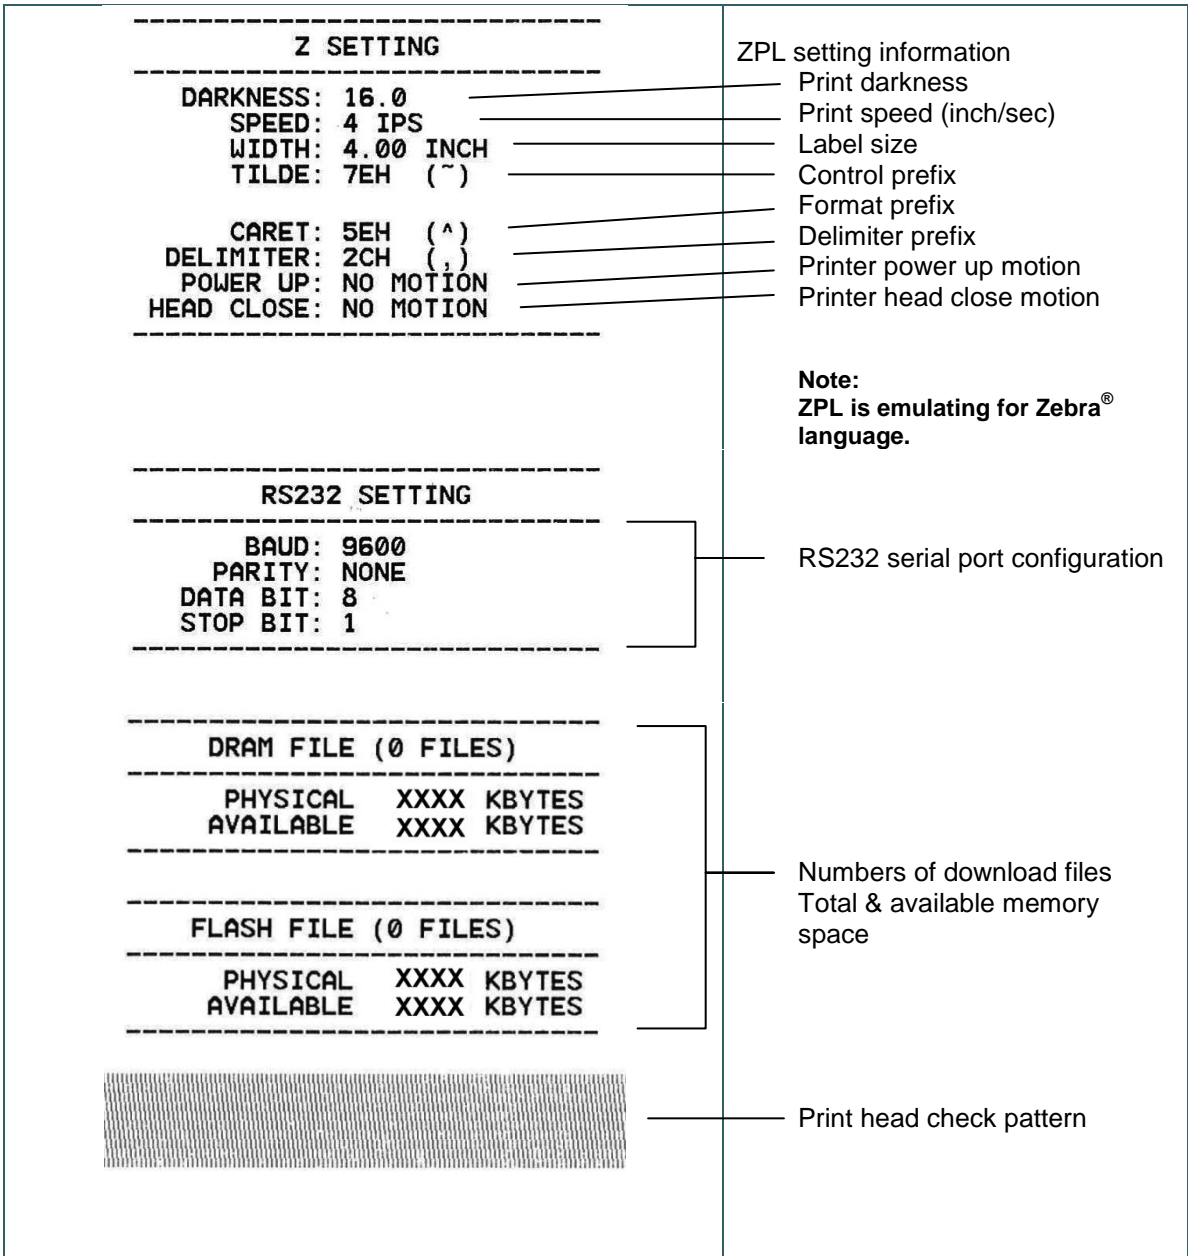 Z SETTING
DARKNESS: 16.0
SPEED: 4 IPS
WIDTH: 4.00 INCH
TILDE: 7EH (~)
CARET: 5EH (^)
DELIMITER: 2CH (,)
POWER UP: NO MOTION
HEAD CLOSE: NO MOTION
ZPL setting information
Print darkness
Print speed (inch/sec)
Label size
Control prefix
Format prefix
Delimiter prefix
Printer power up motion
Printer head close motion
Note:
ZPL is emulating for Zebra®
language.
RS232 SETTING
BAUD: 9600
PARITY: NONE
DATA BIT: 8
STOP BIT: 1
RS232 serial port configuration
DRAM FILE (0 FILES)
PHYSICAL XXXX KBYTES
AVAILABLE XXXX KBYTES
FLASH FILE (0 FILES)
PHYSICAL XXXX KBYTES
AVAILABLE XXXX KBYTES
Numbers of download files
Total & available memory
space
Print head check pattern